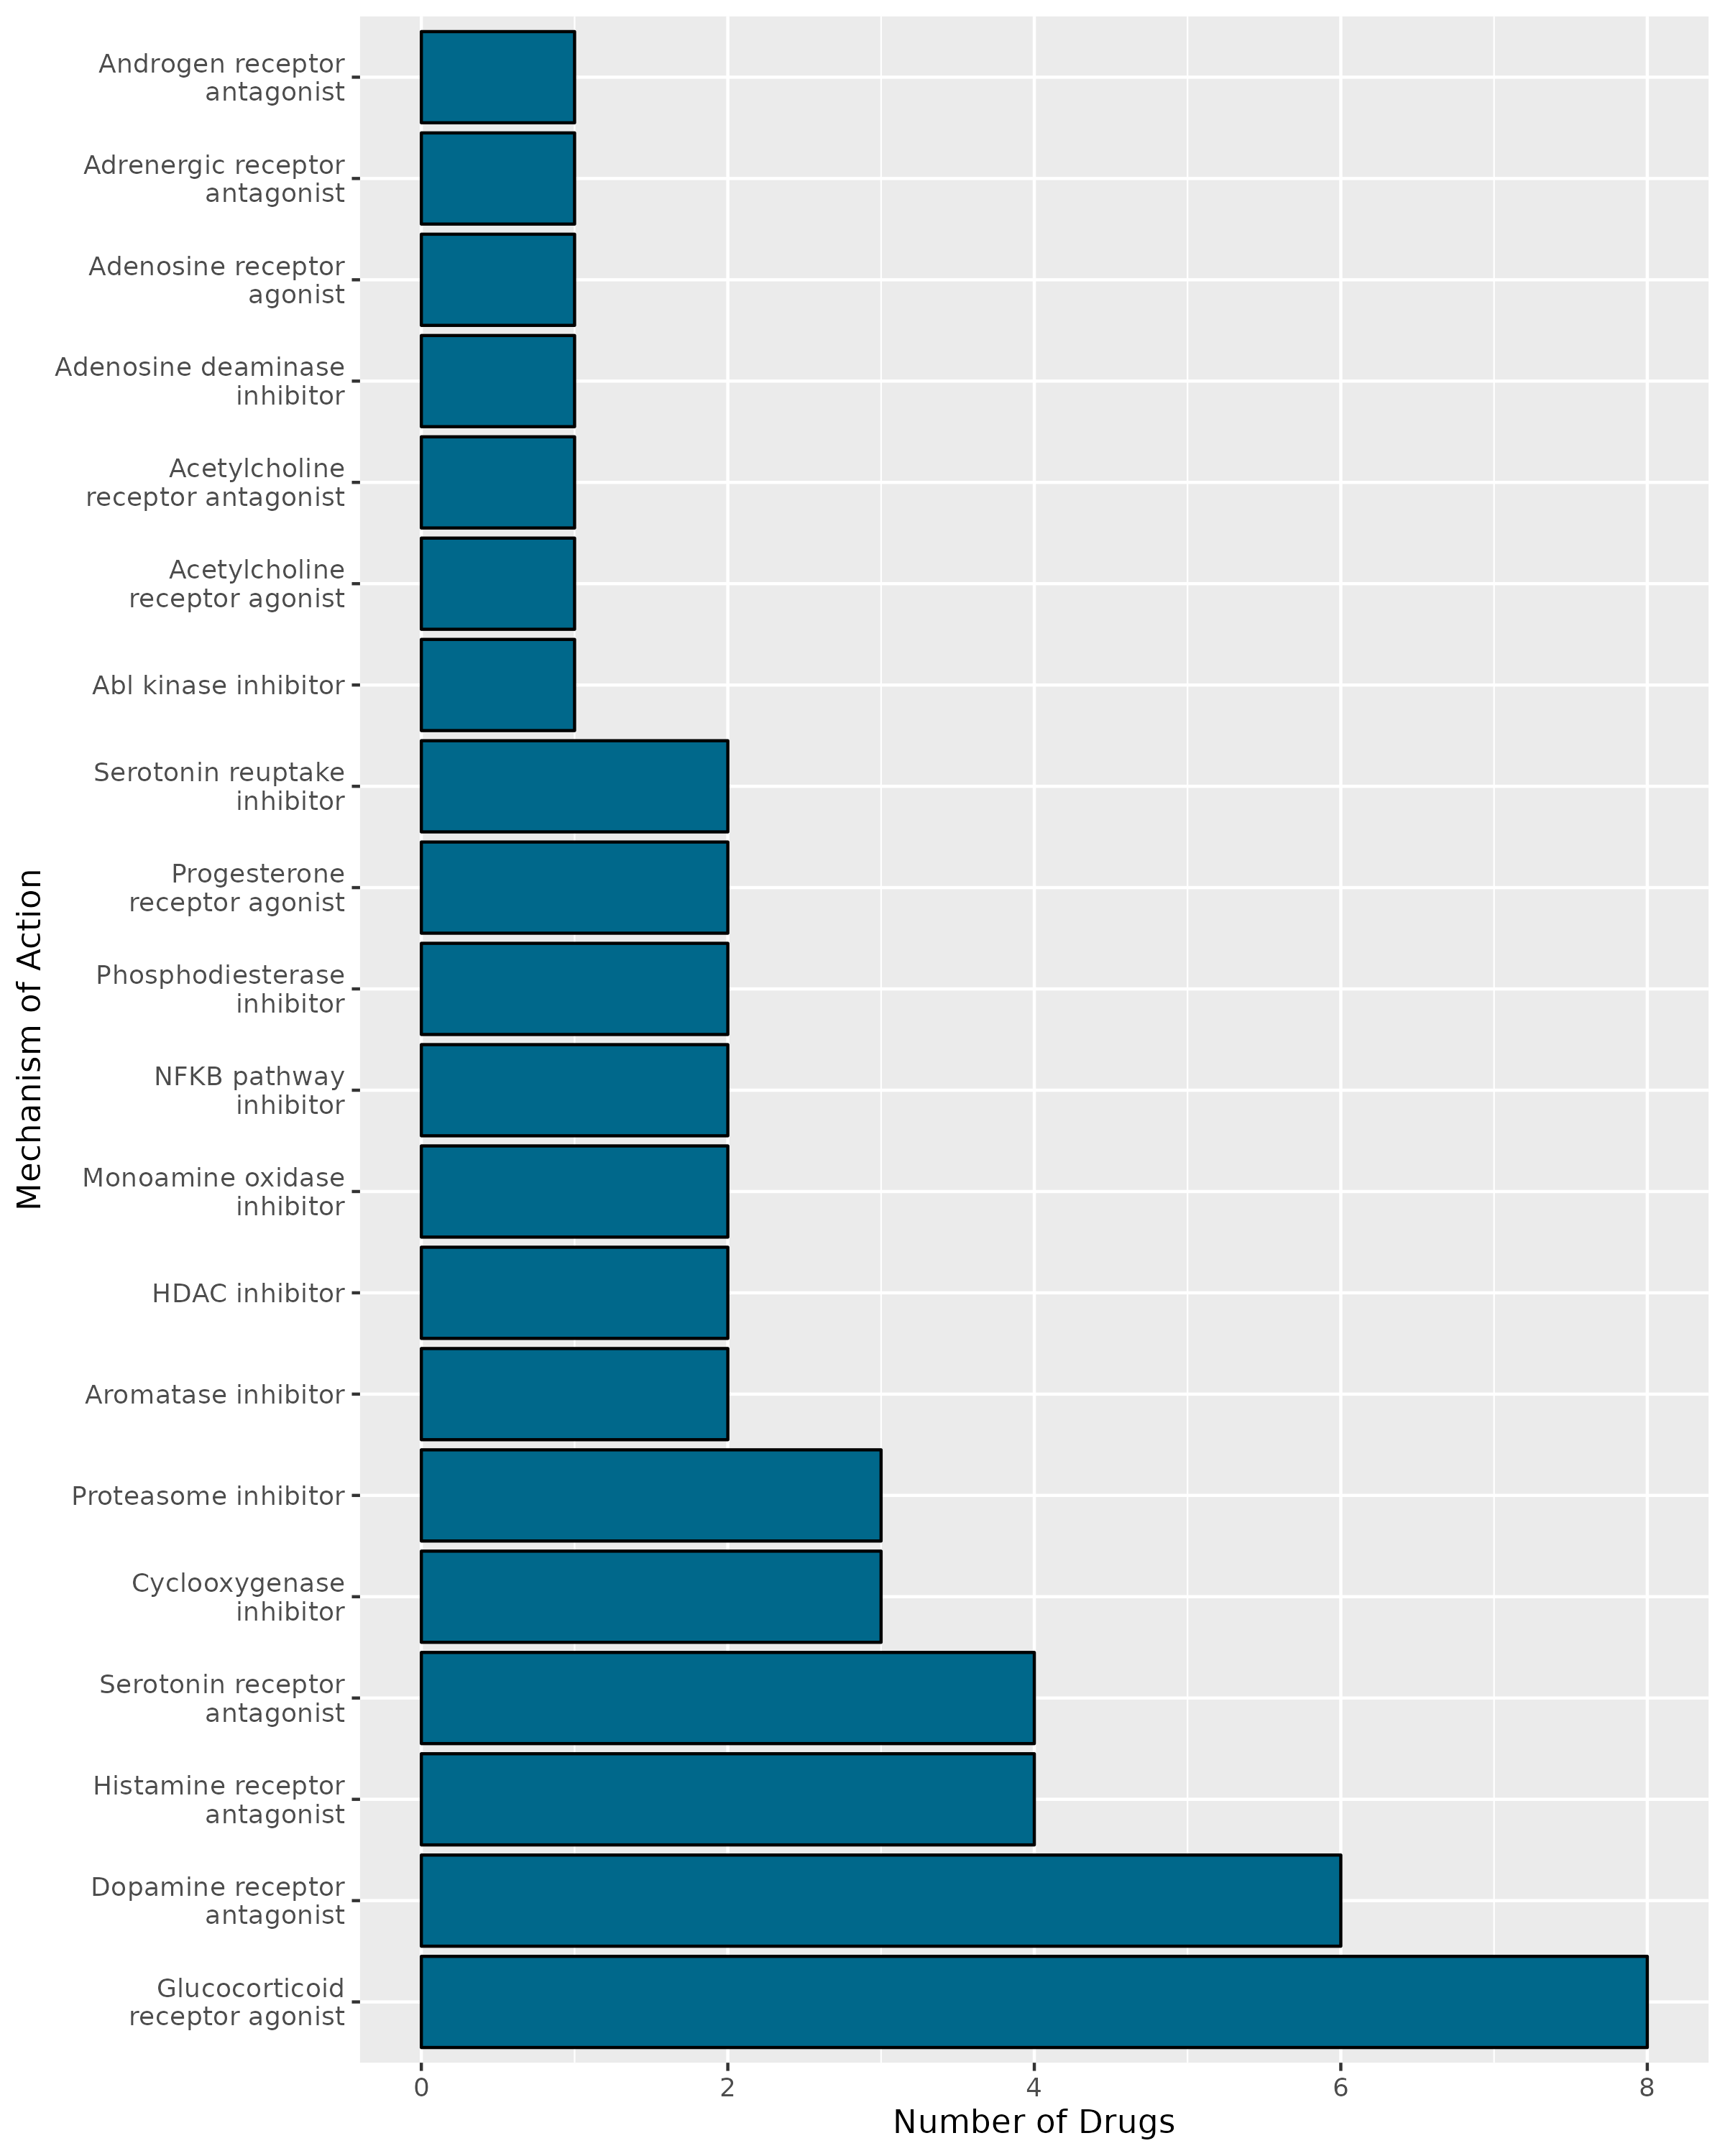 Androgen receptor
antagonist
Adrenergic receptor
antagonist
Adenosine receptor
agonist
Adenosine deaminase
inhibitor
Acetylcholine
receptor antagonist
Acetylcholine
receptor agonist
Abl kinase inhibitor
Serotonin reuptake
inhibitor
Progesterone
receptor agonist
Phosphodiesterase
inhibitor
NFKB pathway
inhibitor
Monoamine oxidase
inhibitor
HDAC inhibitor
Aromatase inhibitor
Proteasome inhibitor
Cyclooxygenase
inhibitor
Serotonin receptor
antagonist
Histamine receptor
antagonist
Dopamine receptor
antagonist
Glucocorticoid
receptor agonist
Mechanism of Action
0 2 4 6 8
Number of Drugs